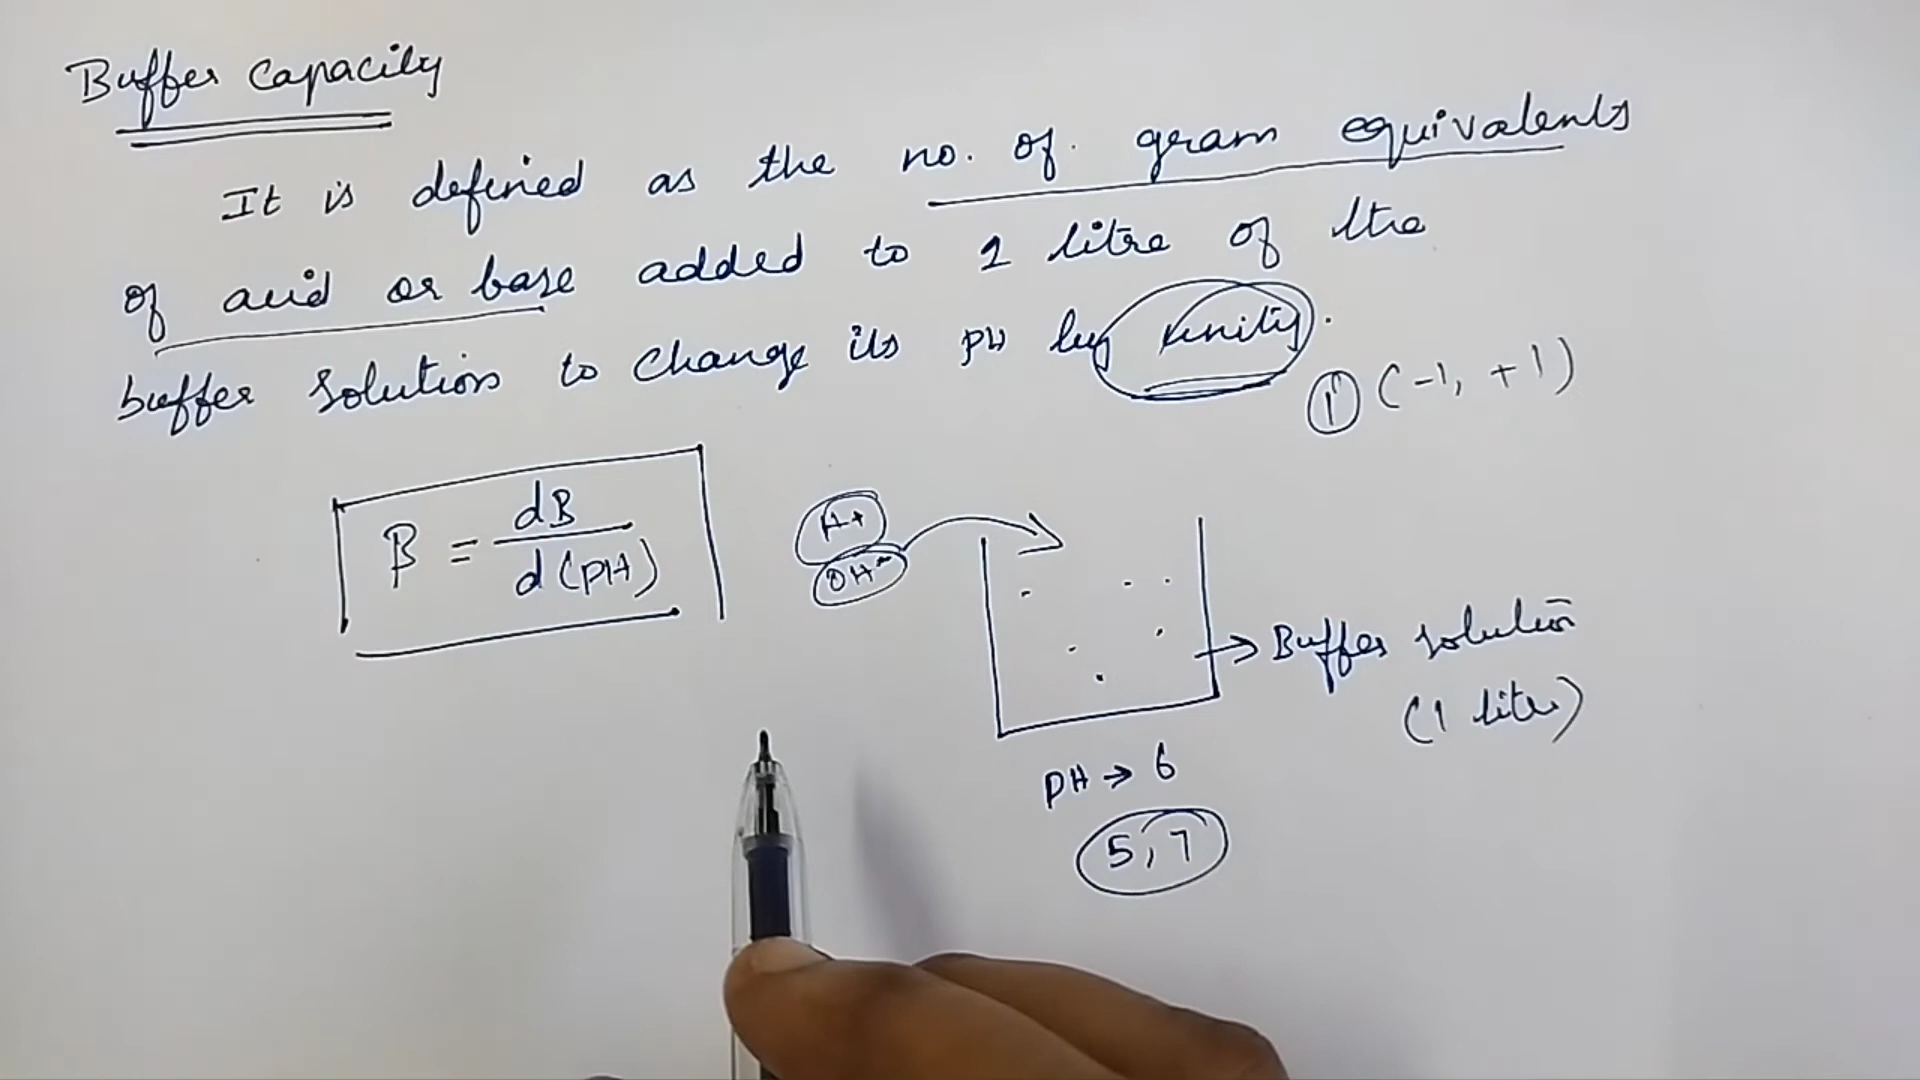 Buffer Capacity
It is defined as the no. of. gram equivalents
of acid or base added to 1 litre of the
buffer solution to change its pH by unity.
1 (-1, +1)
β = dB / d(pH)
H+
OH-
→ Buffer solution
(1 liter)
pH → 6
5, 7